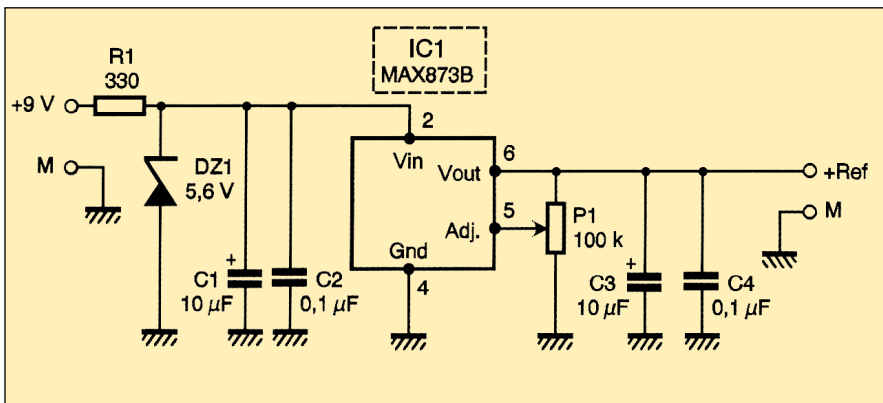 IC1
MAX873B
R1
330
+9 V
2
Vin
Vout
6
+Ref
M
DZ1
5,6 V
5
Adj.
P1
100 k
M
Gnd
4
+
C1
10 µF
C2
0,1 µF
+
C3
10 µF
C4
0,1 µF